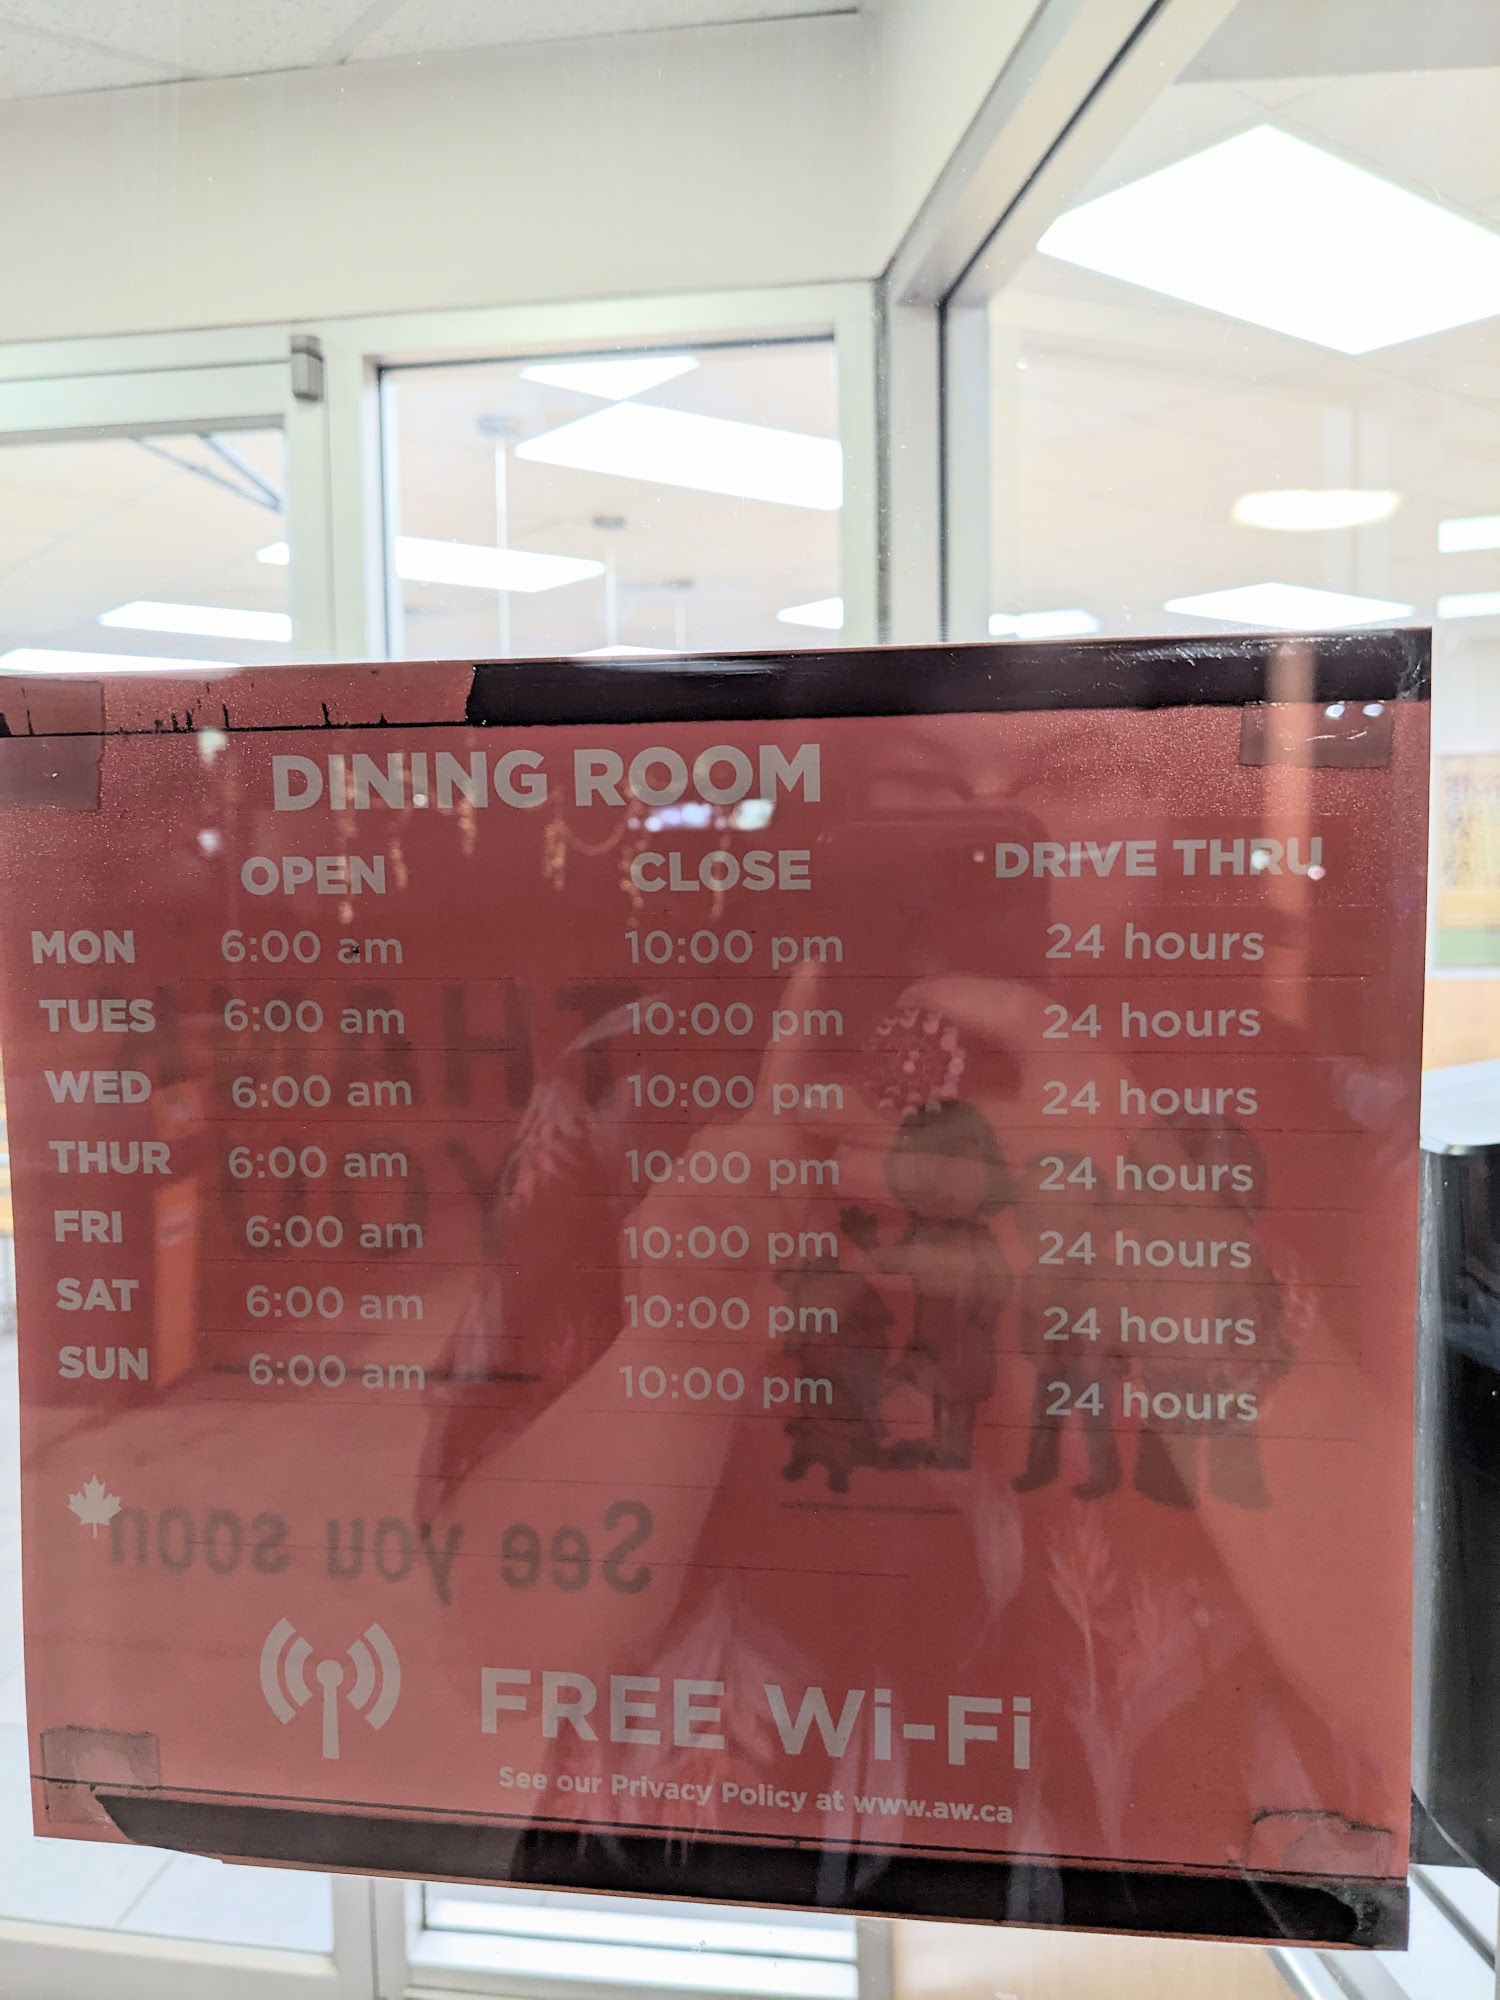 DINING ROOM
OPEN CLOSE DRIVE THRU
MON 6:00 am 10:00 pm 24 hours
TUES 6:00 am 10:00 pm 24 hours
WED 6:00 am 10:00 pm 24 hours
THUR 6:00 am 10:00 pm 24 hours
FRI 6:00 am 10:00 pm 24 hours
SAT 6:00 am 10:00 pm 24 hours
SUN 6:00 am 10:00 pm 24 hours
THANK
YOU
See you soon
FREE Wi-Fi
See our Privacy Policy at www.aw.ca